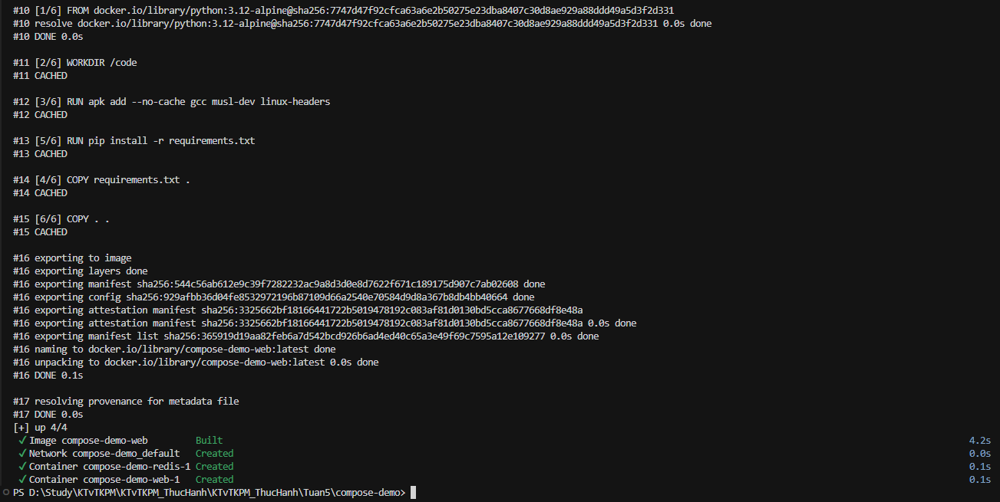 #10 [1/6] FROM docker.io/library/python:3.12-alpine@sha256:7747d47f92cfca63a6e2b50275e23dba8407c30d8ae929a88ddd49a5d3f2d331
#10 resolve docker.io/library/python:3.12-alpine@sha256:7747d47f92cfca63a6e2b50275e23dba8407c30d8ae929a88ddd49a5d3f2d331 0.0s done
#10 DONE 0.0s
#11 [2/6] WORKDIR /code
#11 CACHED
#12 [3/6] RUN apk add --no-cache gcc musl-dev linux-headers
#12 CACHED
#13 [5/6] RUN pip install -r requirements.txt
#13 CACHED
#14 [4/6] COPY requirements.txt .
#14 CACHED
#15 [6/6] COPY . .
#15 CACHED
#16 exporting to image
#16 exporting layers done
#16 exporting manifest sha256:544c56ab612e9c39f7282232ac9a8d3d0e8d7622f671c189175d907c7ab02608 done
#16 exporting config sha256:929afbb36d04fe8532972196b87109d66a2540e70584d9d8a367b8db4bb40664 done
#16 exporting attestation manifest sha256:3325662bf18166441722b5019478192c083af81d0130bd5cca8677668df8e48a
#16 exporting attestation manifest sha256:3325662bf18166441722b5019478192c083af81d0130bd5cca8677668df8e48a 0.0s done
#16 exporting manifest list sha256:365919d19aa82feb6a7d542bcd926b6ad4ed40c65a3e49f69c7595a12e109277 0.0s done
#16 naming to docker.io/library/compose-demo-web:latest done
#16 unpacking to docker.io/library/compose-demo-web:latest 0.0s done
#16 DONE 0.1s
#17 resolving provenance for metadata file
#17 DONE 0.0s
[+] up 4/4
✓ Image compose-demo-web Built 4.2s
✓ Network compose-demo_default Created 0.0s
✓ Container compose-demo-redis-1 Created 0.1s
✓ Container compose-demo-web-1 Created 0.1s
PS D:\Study\KTvTKPM\KTvTKPM_ThucHanh\KTvTKPM_ThucHanh\Tuan5\compose-demo>